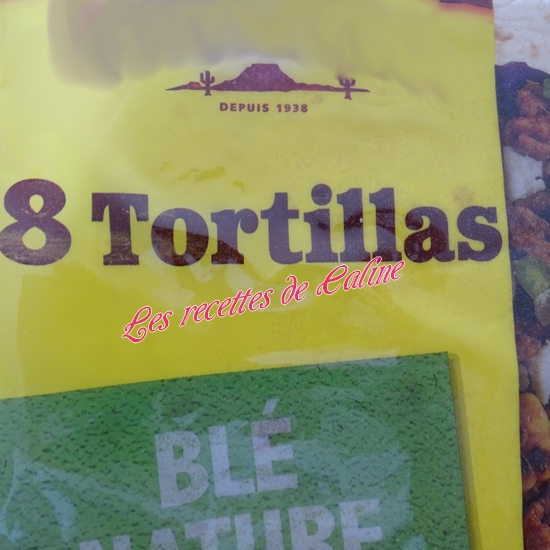 DEPUIS 1938
8 Tortillas
Les recettes de Caline
BLÉ
NATURE